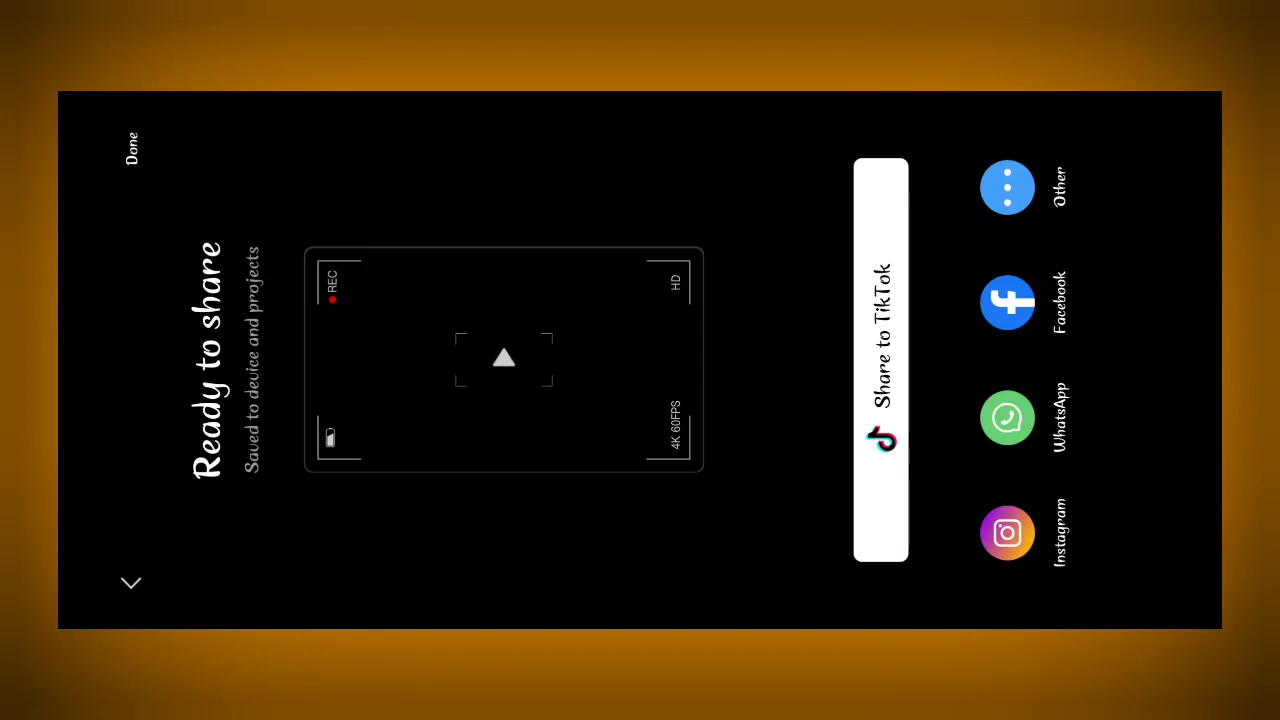 Done
Ready to share
Saved to device and projects
REC
4K 60FPS
HD
Share to TikTok
Instagram
WhatsApp
Facebook
Other